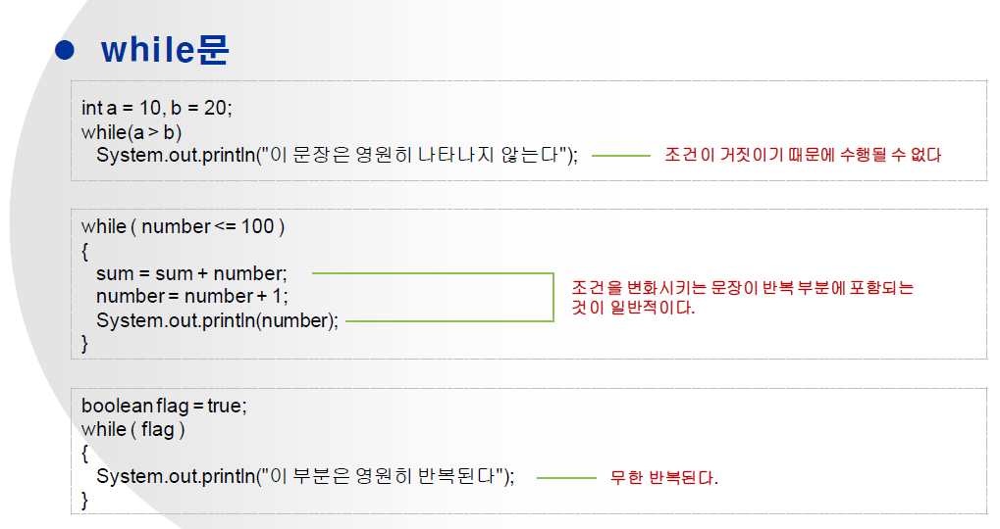 ● while문
int a = 10, b = 20;
while(a > b)
System.out.println("이 문장은 영원히 나타나지 않는다"); 조건이 거짓이기 때문에 수행될 수 없다
while ( number <= 100 )
{
sum = sum + number;
number = number + 1;
조건을 변화시키는 문장이 반복 부분에 포함되는
것이 일반적이다.
System.out.println(number);
}
boolean flag = true;
while ( flag )
{
System.out.println("이 부분은 영원히 반복된다"); 무한 반복된다.
}